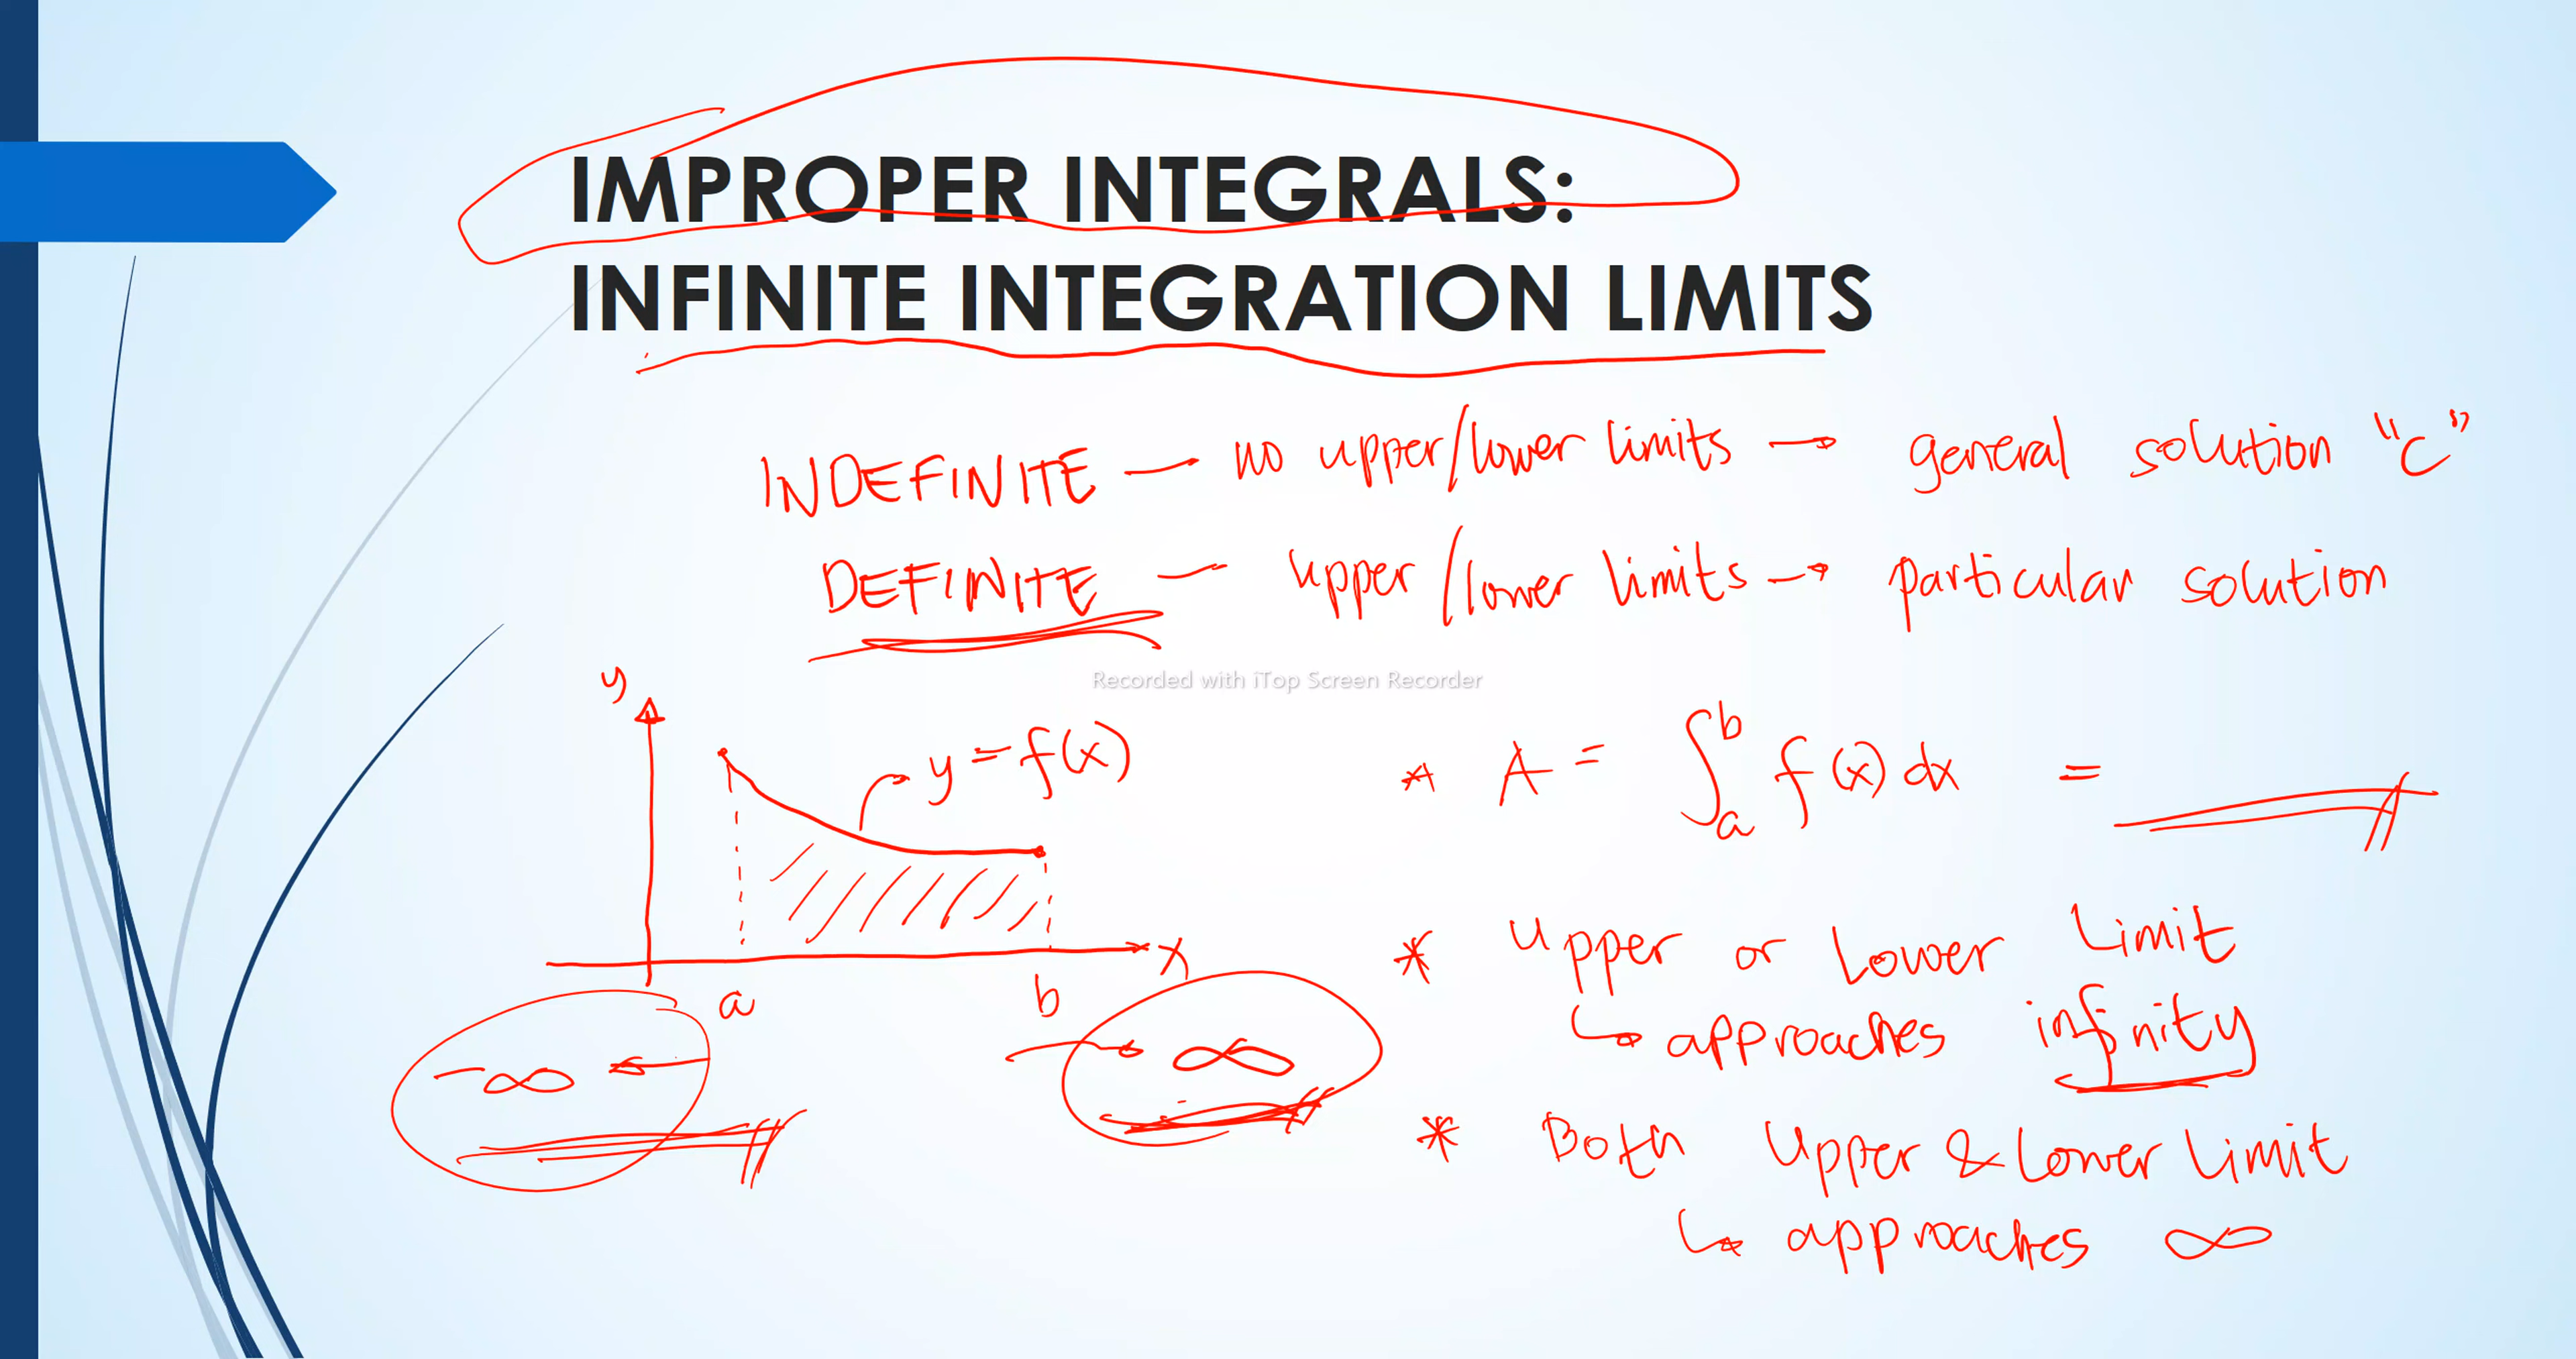 IMPROPER INTEGRALS:
INFINITE INTEGRATION LIMITS
INDEFINITE — no upper/lower limits → general solution "C"
DEFINITE — upper/lower limits → particular solution
Recorded with iTop Screen Recorder
y
y = f(x)
x
a
b
-∞ ←
→ ∞
* A = ∫_a^b f(x) dx =
* Upper or Lower Limit
↳ approaches infinity
* Both Upper & Lower Limit
↳ approaches ∞